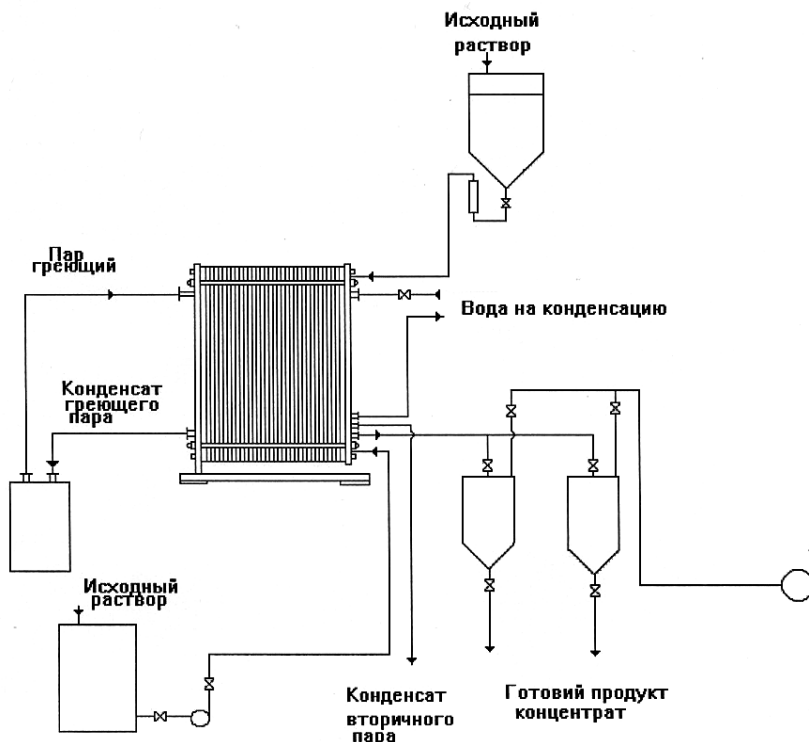 Исходный
раствор
Пар
греющий
Вода на конденсацию
Конденсат
греющего
пара
Исходный
раствор
Конденсат
вторичного
пара
Готовий продукт
концентрат